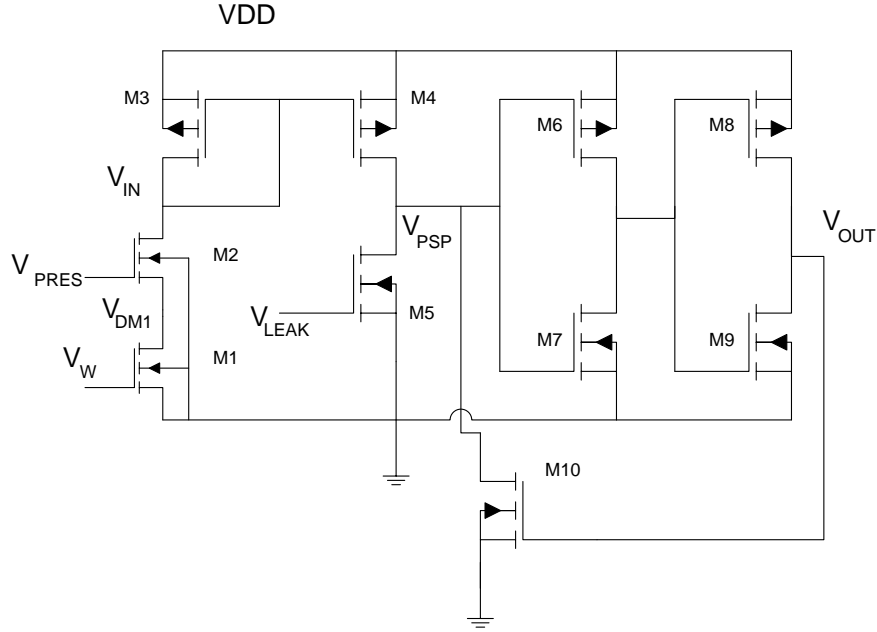 VDD
M3
M4
M6
M8
V_IN
V_PSP
V_OUT
M2
V_PRES
V_DM1
V_LEAK
M5
M7
M9
V_W
M1
M10